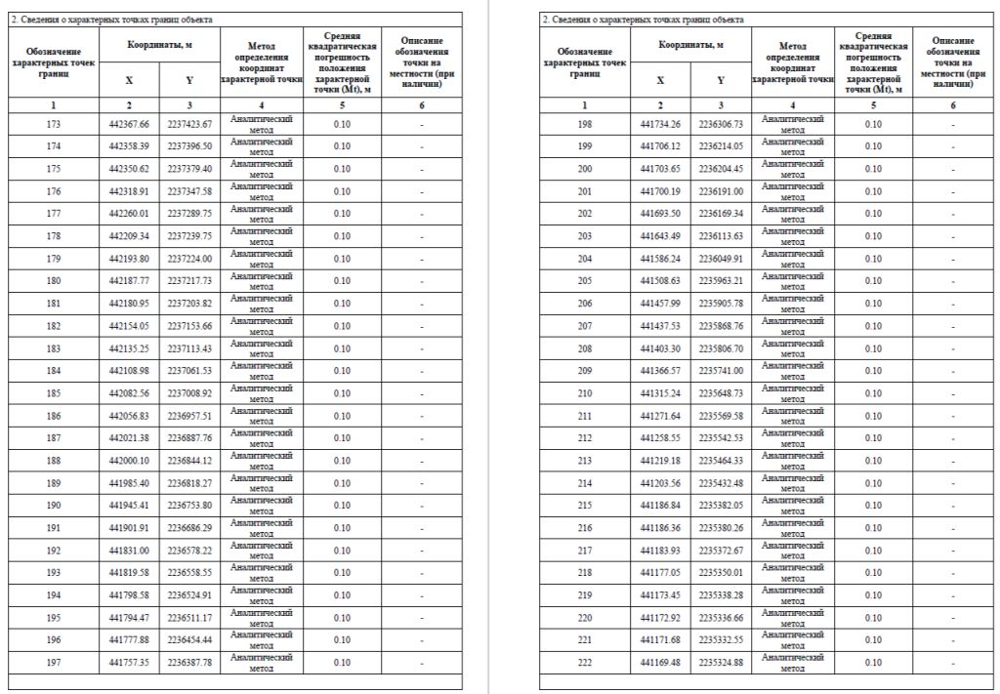 2. Сведения о характерных точках границ объекта
Обозначение характерных точек границ | Координаты, м | Метод определения координат характерной точки | Средняя квадратическая погрешность положения характерной точки (Mt), м | Описание обозначения точки на местности (при наличии)
X | Y
1 | 2 | 3 | 4 | 5 | 6
173 | 442367.66 | 2237423.67 | Аналитический метод | 0.10 | -
174 | 442358.39 | 2237396.50 | Аналитический метод | 0.10 | -
175 | 442350.62 | 2237379.40 | Аналитический метод | 0.10 | -
176 | 442318.91 | 2237347.58 | Аналитический метод | 0.10 | -
177 | 442260.01 | 2237289.75 | Аналитический метод | 0.10 | -
178 | 442209.34 | 2237239.75 | Аналитический метод | 0.10 | -
179 | 442193.80 | 2237224.00 | Аналитический метод | 0.10 | -
180 | 442187.77 | 2237217.73 | Аналитический метод | 0.10 | -
181 | 442180.95 | 2237203.82 | Аналитический метод | 0.10 | -
182 | 442154.05 | 2237153.66 | Аналитический метод | 0.10 | -
183 | 442135.25 | 2237113.43 | Аналитический метод | 0.10 | -
184 | 442108.98 | 2237061.53 | Аналитический метод | 0.10 | -
185 | 442082.56 | 2237008.92 | Аналитический метод | 0.10 | -
186 | 442056.83 | 2236957.51 | Аналитический метод | 0.10 | -
187 | 442021.38 | 2236887.76 | Аналитический метод | 0.10 | -
188 | 442000.10 | 2236844.12 | Аналитический метод | 0.10 | -
189 | 441985.40 | 2236818.27 | Аналитический метод | 0.10 | -
190 | 441945.41 | 2236753.80 | Аналитический метод | 0.10 | -
191 | 441901.91 | 2236686.29 | Аналитический метод | 0.10 | -
192 | 441831.00 | 2236578.22 | Аналитический метод | 0.10 | -
193 | 441819.58 | 2236558.55 | Аналитический метод | 0.10 | -
194 | 441798.58 | 2236524.91 | Аналитический метод | 0.10 | -
195 | 441794.47 | 2236511.17 | Аналитический метод | 0.10 | -
196 | 441777.88 | 2236454.44 | Аналитический метод | 0.10 | -
197 | 441757.35 | 2236387.78 | Аналитический метод | 0.10 | -
2. Сведения о характерных точках границ объекта
Обозначение характерных точек границ | Координаты, м | Метод определения координат характерной точки | Средняя квадратическая погрешность положения характерной точки (Mt), м | Описание обозначения точки на местности (при наличии)
X | Y
1 | 2 | 3 | 4 | 5 | 6
198 | 441734.26 | 2236306.73 | Аналитический метод | 0.10 | -
199 | 441706.12 | 2236214.05 | Аналитический метод | 0.10 | -
200 | 441703.65 | 2236204.45 | Аналитический метод | 0.10 | -
201 | 441700.19 | 2236191.00 | Аналитический метод | 0.10 | -
202 | 441693.50 | 2236169.34 | Аналитический метод | 0.10 | -
203 | 441643.49 | 2236113.63 | Аналитический метод | 0.10 | -
204 | 441586.24 | 2236049.91 | Аналитический метод | 0.10 | -
205 | 441508.63 | 2235963.21 | Аналитический метод | 0.10 | -
206 | 441457.99 | 2235905.78 | Аналитический метод | 0.10 | -
207 | 441437.53 | 2235868.76 | Аналитический метод | 0.10 | -
208 | 441403.30 | 2235806.70 | Аналитический метод | 0.10 | -
209 | 441366.57 | 2235741.00 | Аналитический метод | 0.10 | -
210 | 441315.24 | 2235648.73 | Аналитический метод | 0.10 | -
211 | 441271.64 | 2235569.58 | Аналитический метод | 0.10 | -
212 | 441258.55 | 2235542.53 | Аналитический метод | 0.10 | -
213 | 441219.18 | 2235464.33 | Аналитический метод | 0.10 | -
214 | 441203.56 | 2235432.48 | Аналитический метод | 0.10 | -
215 | 441186.84 | 2235382.05 | Аналитический метод | 0.10 | -
216 | 441186.36 | 2235380.26 | Аналитический метод | 0.10 | -
217 | 441183.93 | 2235372.67 | Аналитический метод | 0.10 | -
218 | 441177.05 | 2235350.01 | Аналитический метод | 0.10 | -
219 | 441173.45 | 2235338.28 | Аналитический метод | 0.10 | -
220 | 441172.92 | 2235336.66 | Аналитический метод | 0.10 | -
221 | 441171.68 | 2235332.55 | Аналитический метод | 0.10 | -
222 | 441169.48 | 2235324.88 | Аналитический метод | 0.10 | -